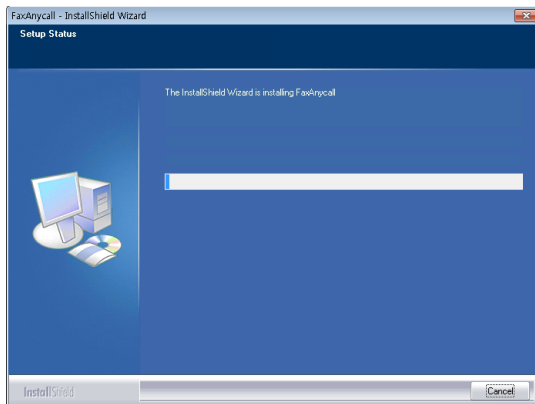 FaxAnycall - InstallShield Wizard
Setup Status
The InstallShield Wizard is installing FaxAnycall
InstallShield
Cancel